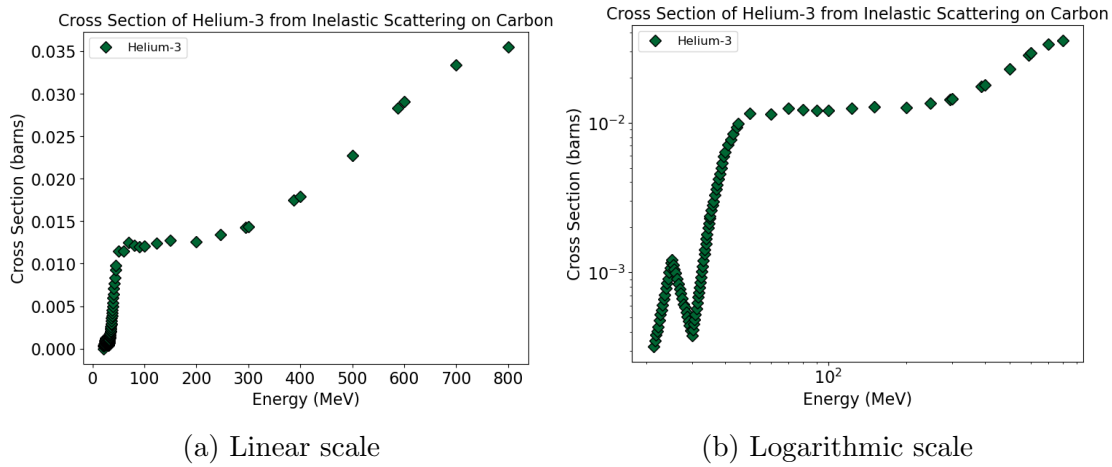 Cross Section of Helium-3 from Inelastic Scattering on Carbon
Helium-3
0.035
0.030
0.025
0.020
0.015
0.010
0.005
0.000
Cross Section (barns)
0 100 200 300 400 500 600 700 800
Energy (MeV)
(a) Linear scale
Cross Section of Helium-3 from Inelastic Scattering on Carbon
Helium-3
10⁻²
10⁻³
Cross Section (barns)
10²
Energy (MeV)
(b) Logarithmic scale